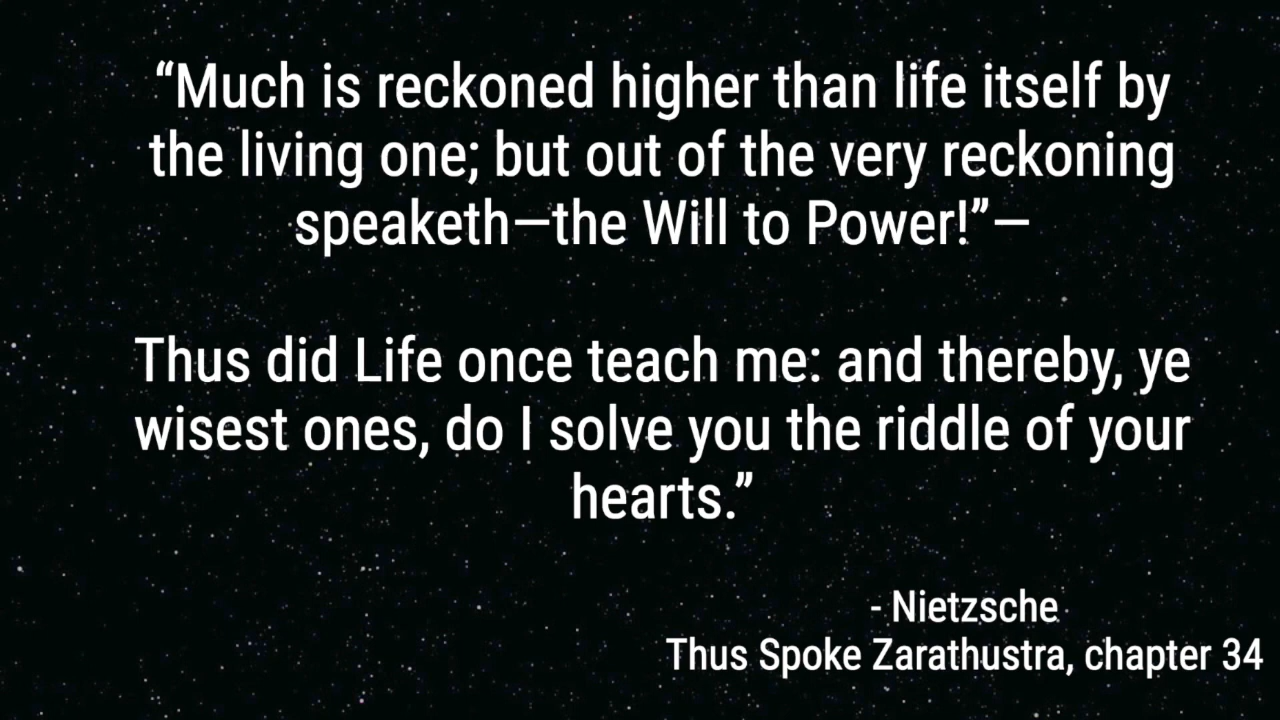 “Much is reckoned higher than life itself by
the living one; but out of the very reckoning
speaketh—the Will to Power!”—
Thus did Life once teach me: and thereby, ye
wisest ones, do I solve you the riddle of your
hearts.”
- Nietzsche
Thus Spoke Zarathustra, chapter 34